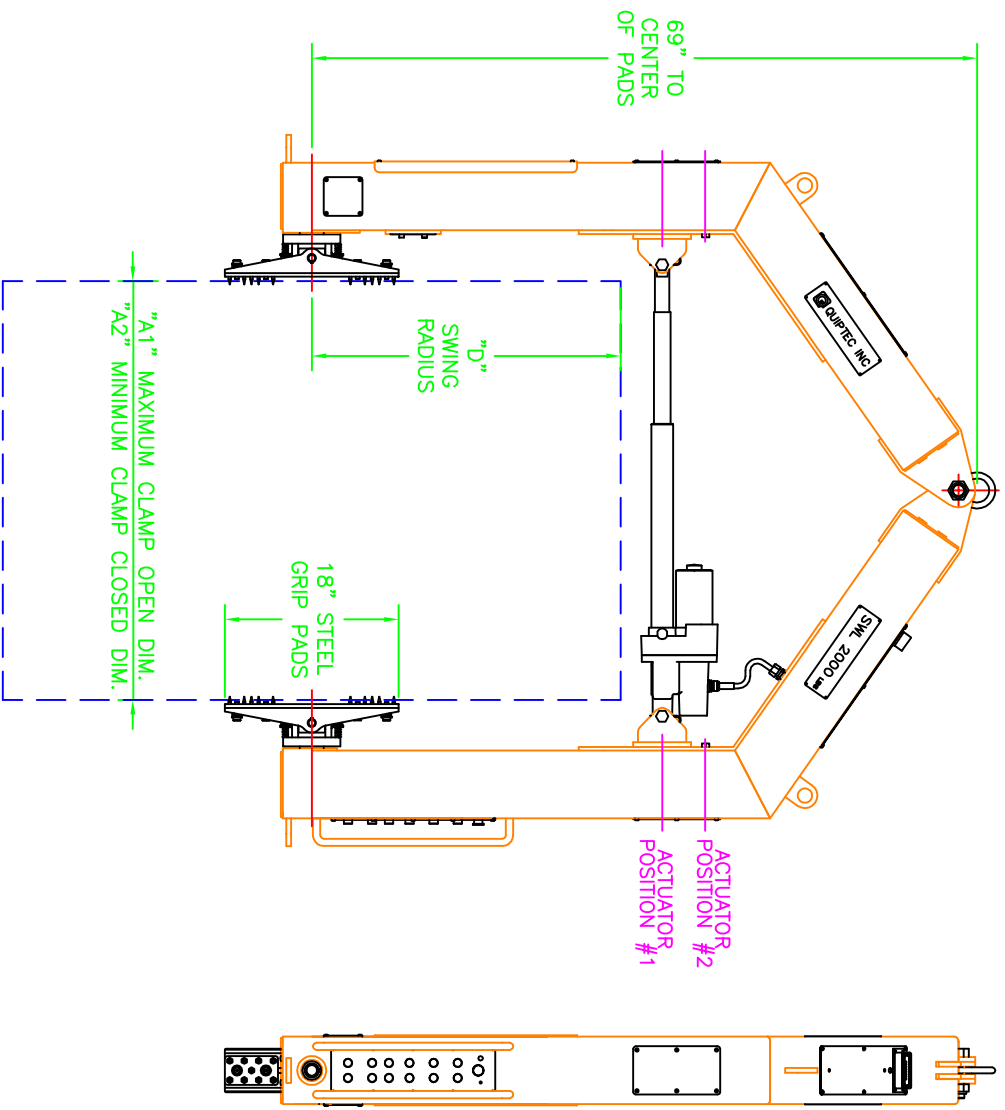 69" TO
CENTER
OF PADS
QUIPTEC INC
SWL 2000 LBS
"D"
SWING
RADIUS
ACTUATOR
POSITION #2
ACTUATOR
POSITION #1
18" STEEL
GRIP PADS
"A1" MAXIMUM CLAMP OPEN DIM.
"A2" MINIMUM CLAMP CLOSED DIM.